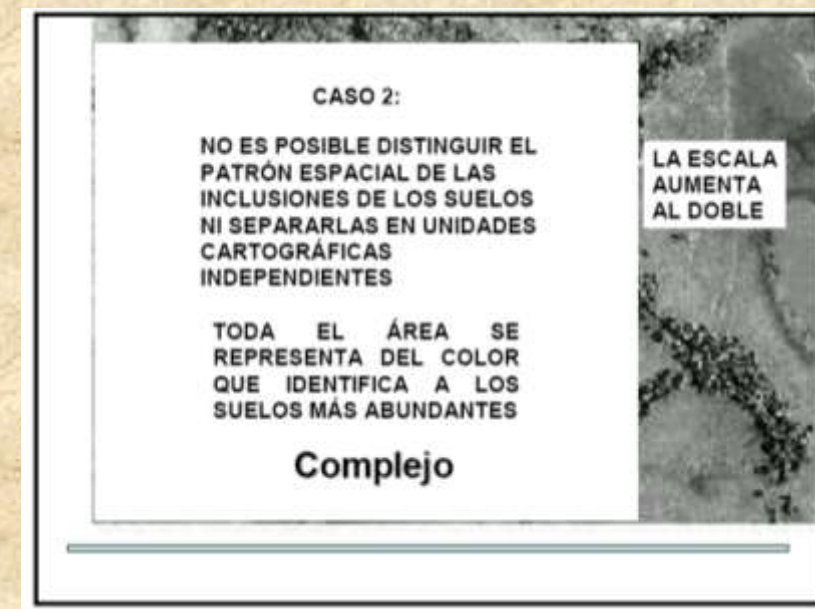 CASO 2:
NO ES POSIBLE DISTINGUIR EL
PATRÓN ESPACIAL DE LAS
INCLUSIONES DE LOS SUELOS
NI SEPARARLAS EN UNIDADES
CARTOGRÁFICAS
INDEPENDIENTES
TODA EL ÁREA SE
REPRESENTA DEL COLOR
QUE IDENTIFICA A LOS
SUELOS MÁS ABUNDANTES
Complejo
LA ESCALA
AUMENTA
AL DOBLE